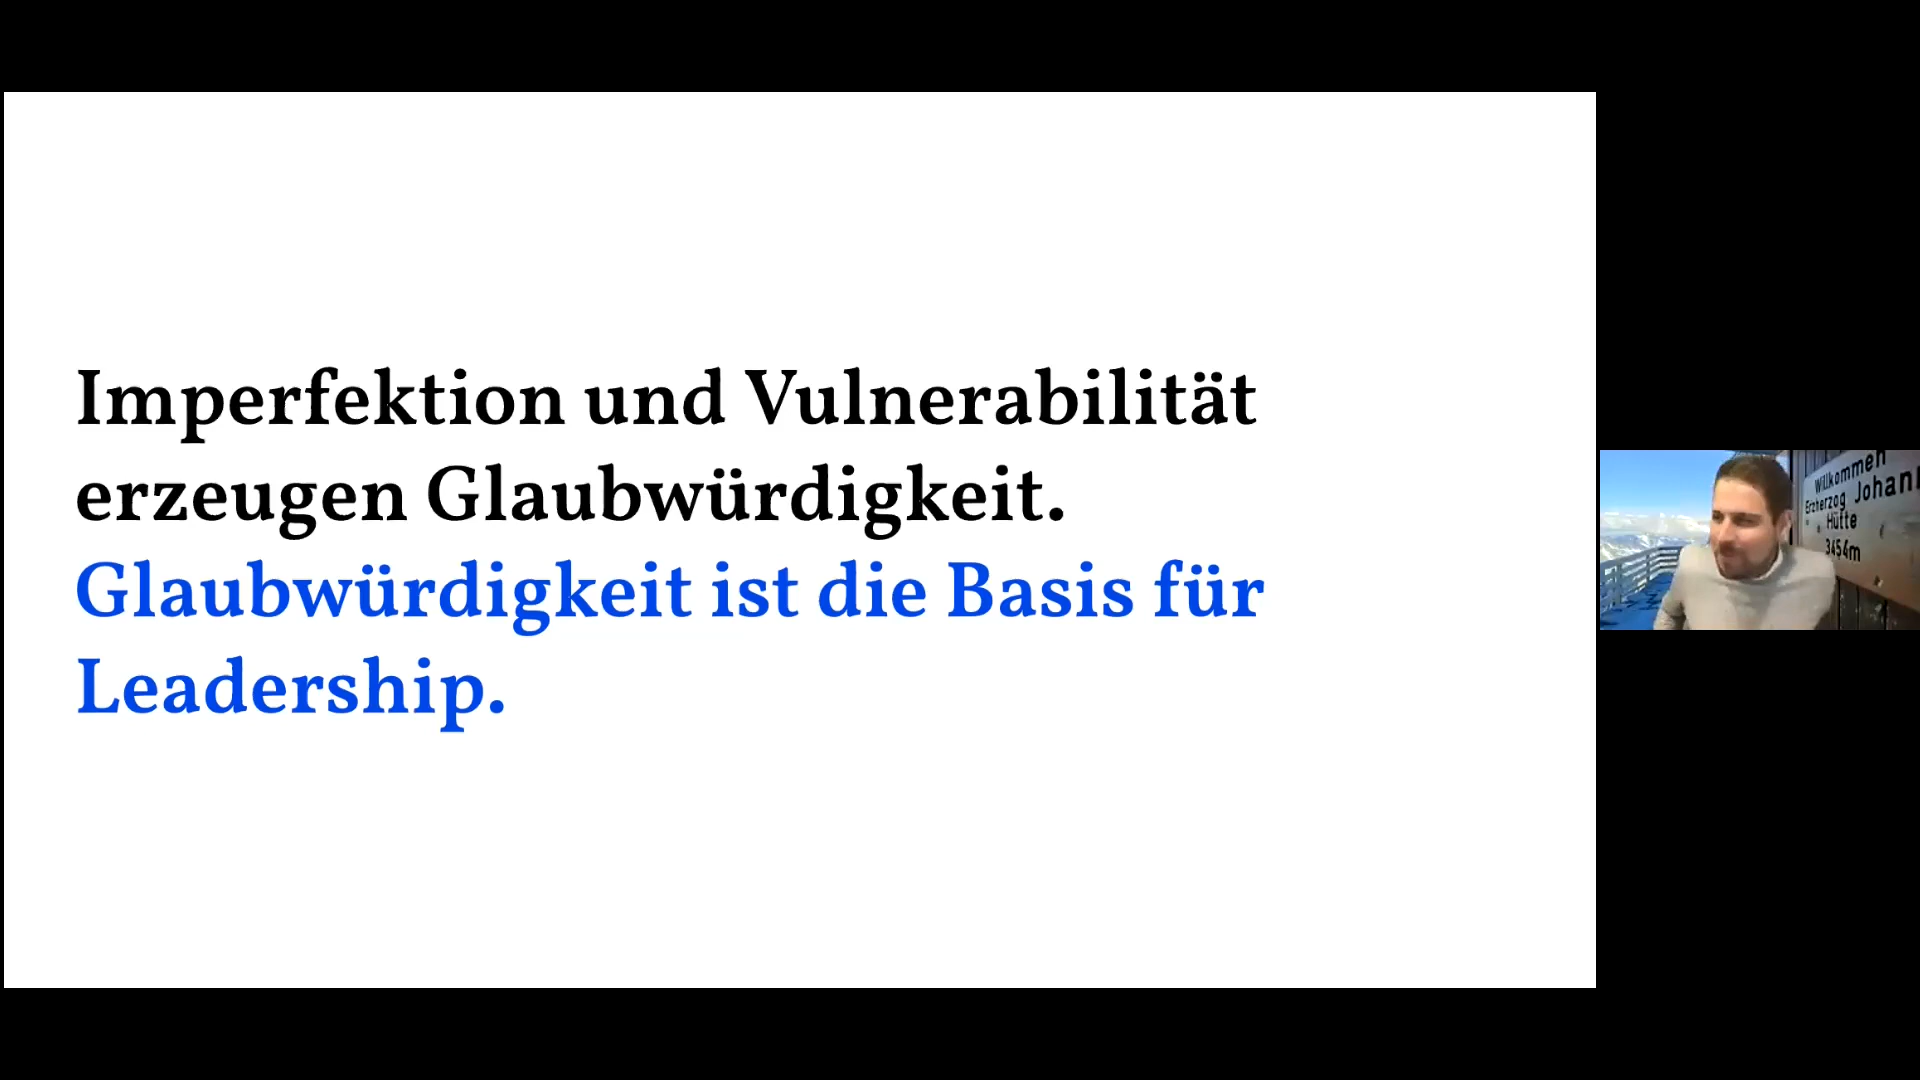 Imperfektion und Vulnerabilität
erzeugen Glaubwürdigkeit.
Glaubwürdigkeit ist die Basis für
Leadership.
Willkommen
Erzherzog Johann
Hütte
3454m